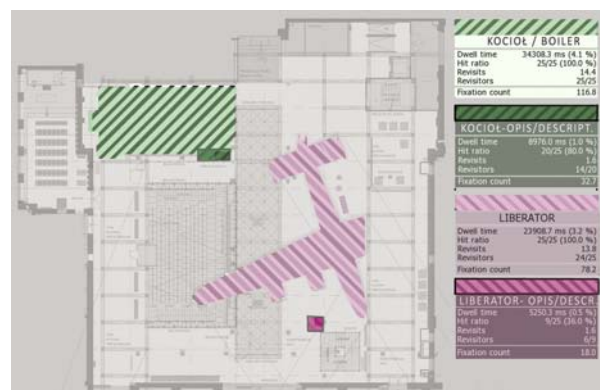 KOCIOŁ / BOILER
Dwell time 34308.3 ms (4.1 %)
Hit ratio 25/25 (100.0 %)
Revisits 14.4
Revisitors 25/25
Fixation count 116.8
KOCIOŁ-OPIS/DESCRIPT.
Dwell time 8976.0 ms (1.0 %)
Hit ratio 20/25 (80.0 %)
Revisits 1.6
Revisitors 14/20
Fixation count 32.7
LIBERATOR
Dwell time 23908.7 ms (3.2 %)
Hit ratio 25/25 (100.0 %)
Revisits 13.8
Revisitors 24/25
Fixation count 78.2
LIBERATOR- OPIS/DESCR.
Dwell time 5250.3 ms (0.5 %)
Hit ratio 9/25 (36.0 %)
Revisits 1.6
Revisitors 6/9
Fixation count 18.0